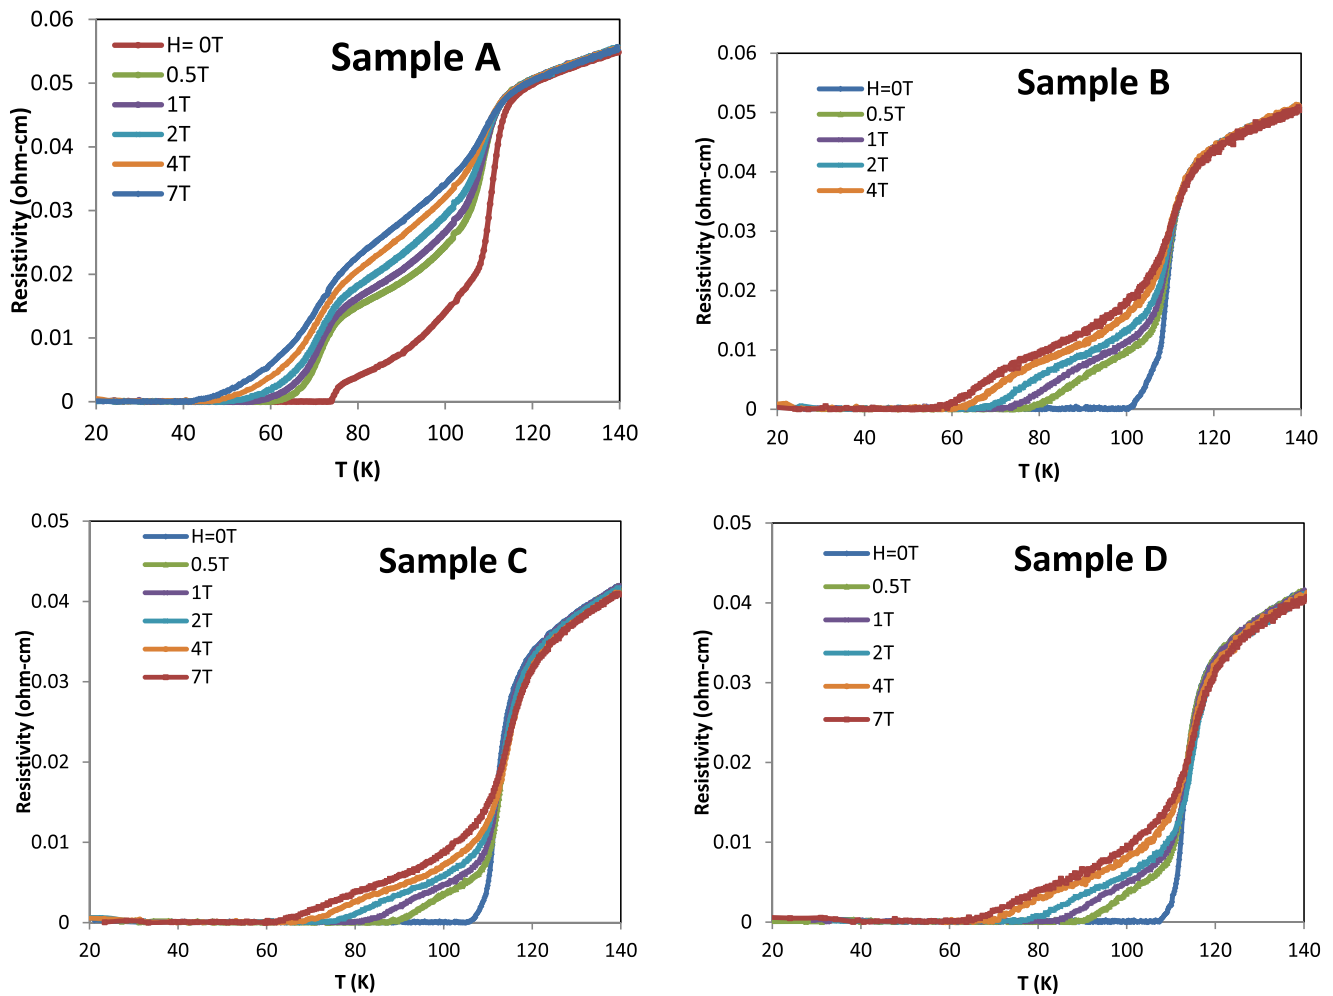 Sample A
Resistivity (ohm-cm)
0.06
0.05
0.04
0.03
0.02
0.01
0
H= 0T
0.5T
1T
2T
4T
7T
20 40 60 80 100 120 140
T (K)
Sample B
Resistivity (ohm-cm)
0.06
0.05
0.04
0.03
0.02
0.01
0
H=0T
0.5T
1T
2T
4T
20 40 60 80 100 120 140
T (K)
Sample C
Resistivity (ohm-cm)
0.05
0.04
0.03
0.02
0.01
0
H=0T
0.5T
1T
2T
4T
7T
20 40 60 80 100 120 140
T (K)
Sample D
Resistivity (ohm-cm)
0.05
0.04
0.03
0.02
0.01
0
H=0T
0.5T
1T
2T
4T
7T
20 40 60 80 100 120 140
T (K)